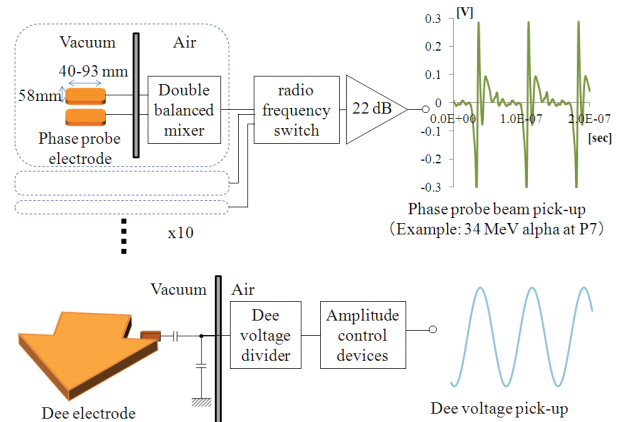 Vacuum
Air
40-93 mm
58mm
Phase probe
electrode
Double
balanced
mixer
radio
frequency
switch
22 dB
x10
[V]
0.3
0.2
0.1
0
-0.1
-0.2
-0.3
0.0E+00
1.0E-07
2.0E-07
[sec]
Phase probe beam pick-up
(Example: 34 MeV alpha at P7)
Vacuum
Air
Dee
voltage
divider
Amplitude
control
devices
Dee electrode
Dee voltage pick-up